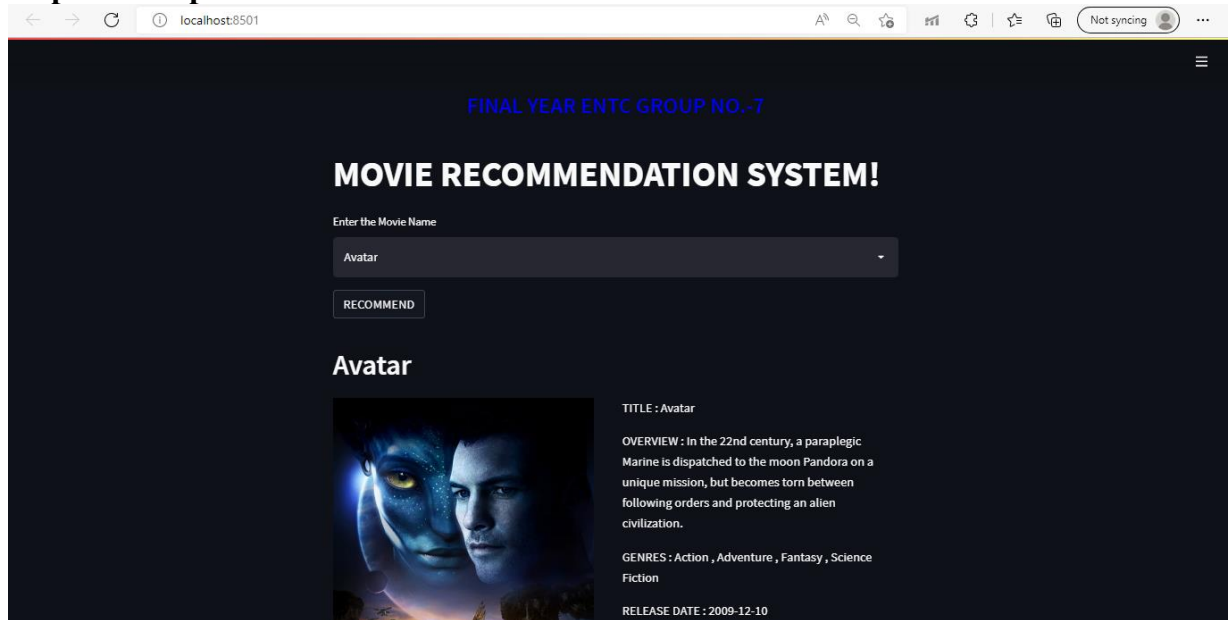 localhost:8501
Not syncing
FINAL YEAR ENTC GROUP NO.-7
MOVIE RECOMMENDATION SYSTEM!
Enter the Movie Name
Avatar
RECOMMEND
Avatar
TITLE : Avatar
OVERVIEW : In the 22nd century, a paraplegic
Marine is dispatched to the moon Pandora on a
unique mission, but becomes torn between
following orders and protecting an alien
civilization.
GENRES : Action , Adventure , Fantasy , Science
Fiction
RELEASE DATE : 2009-12-10